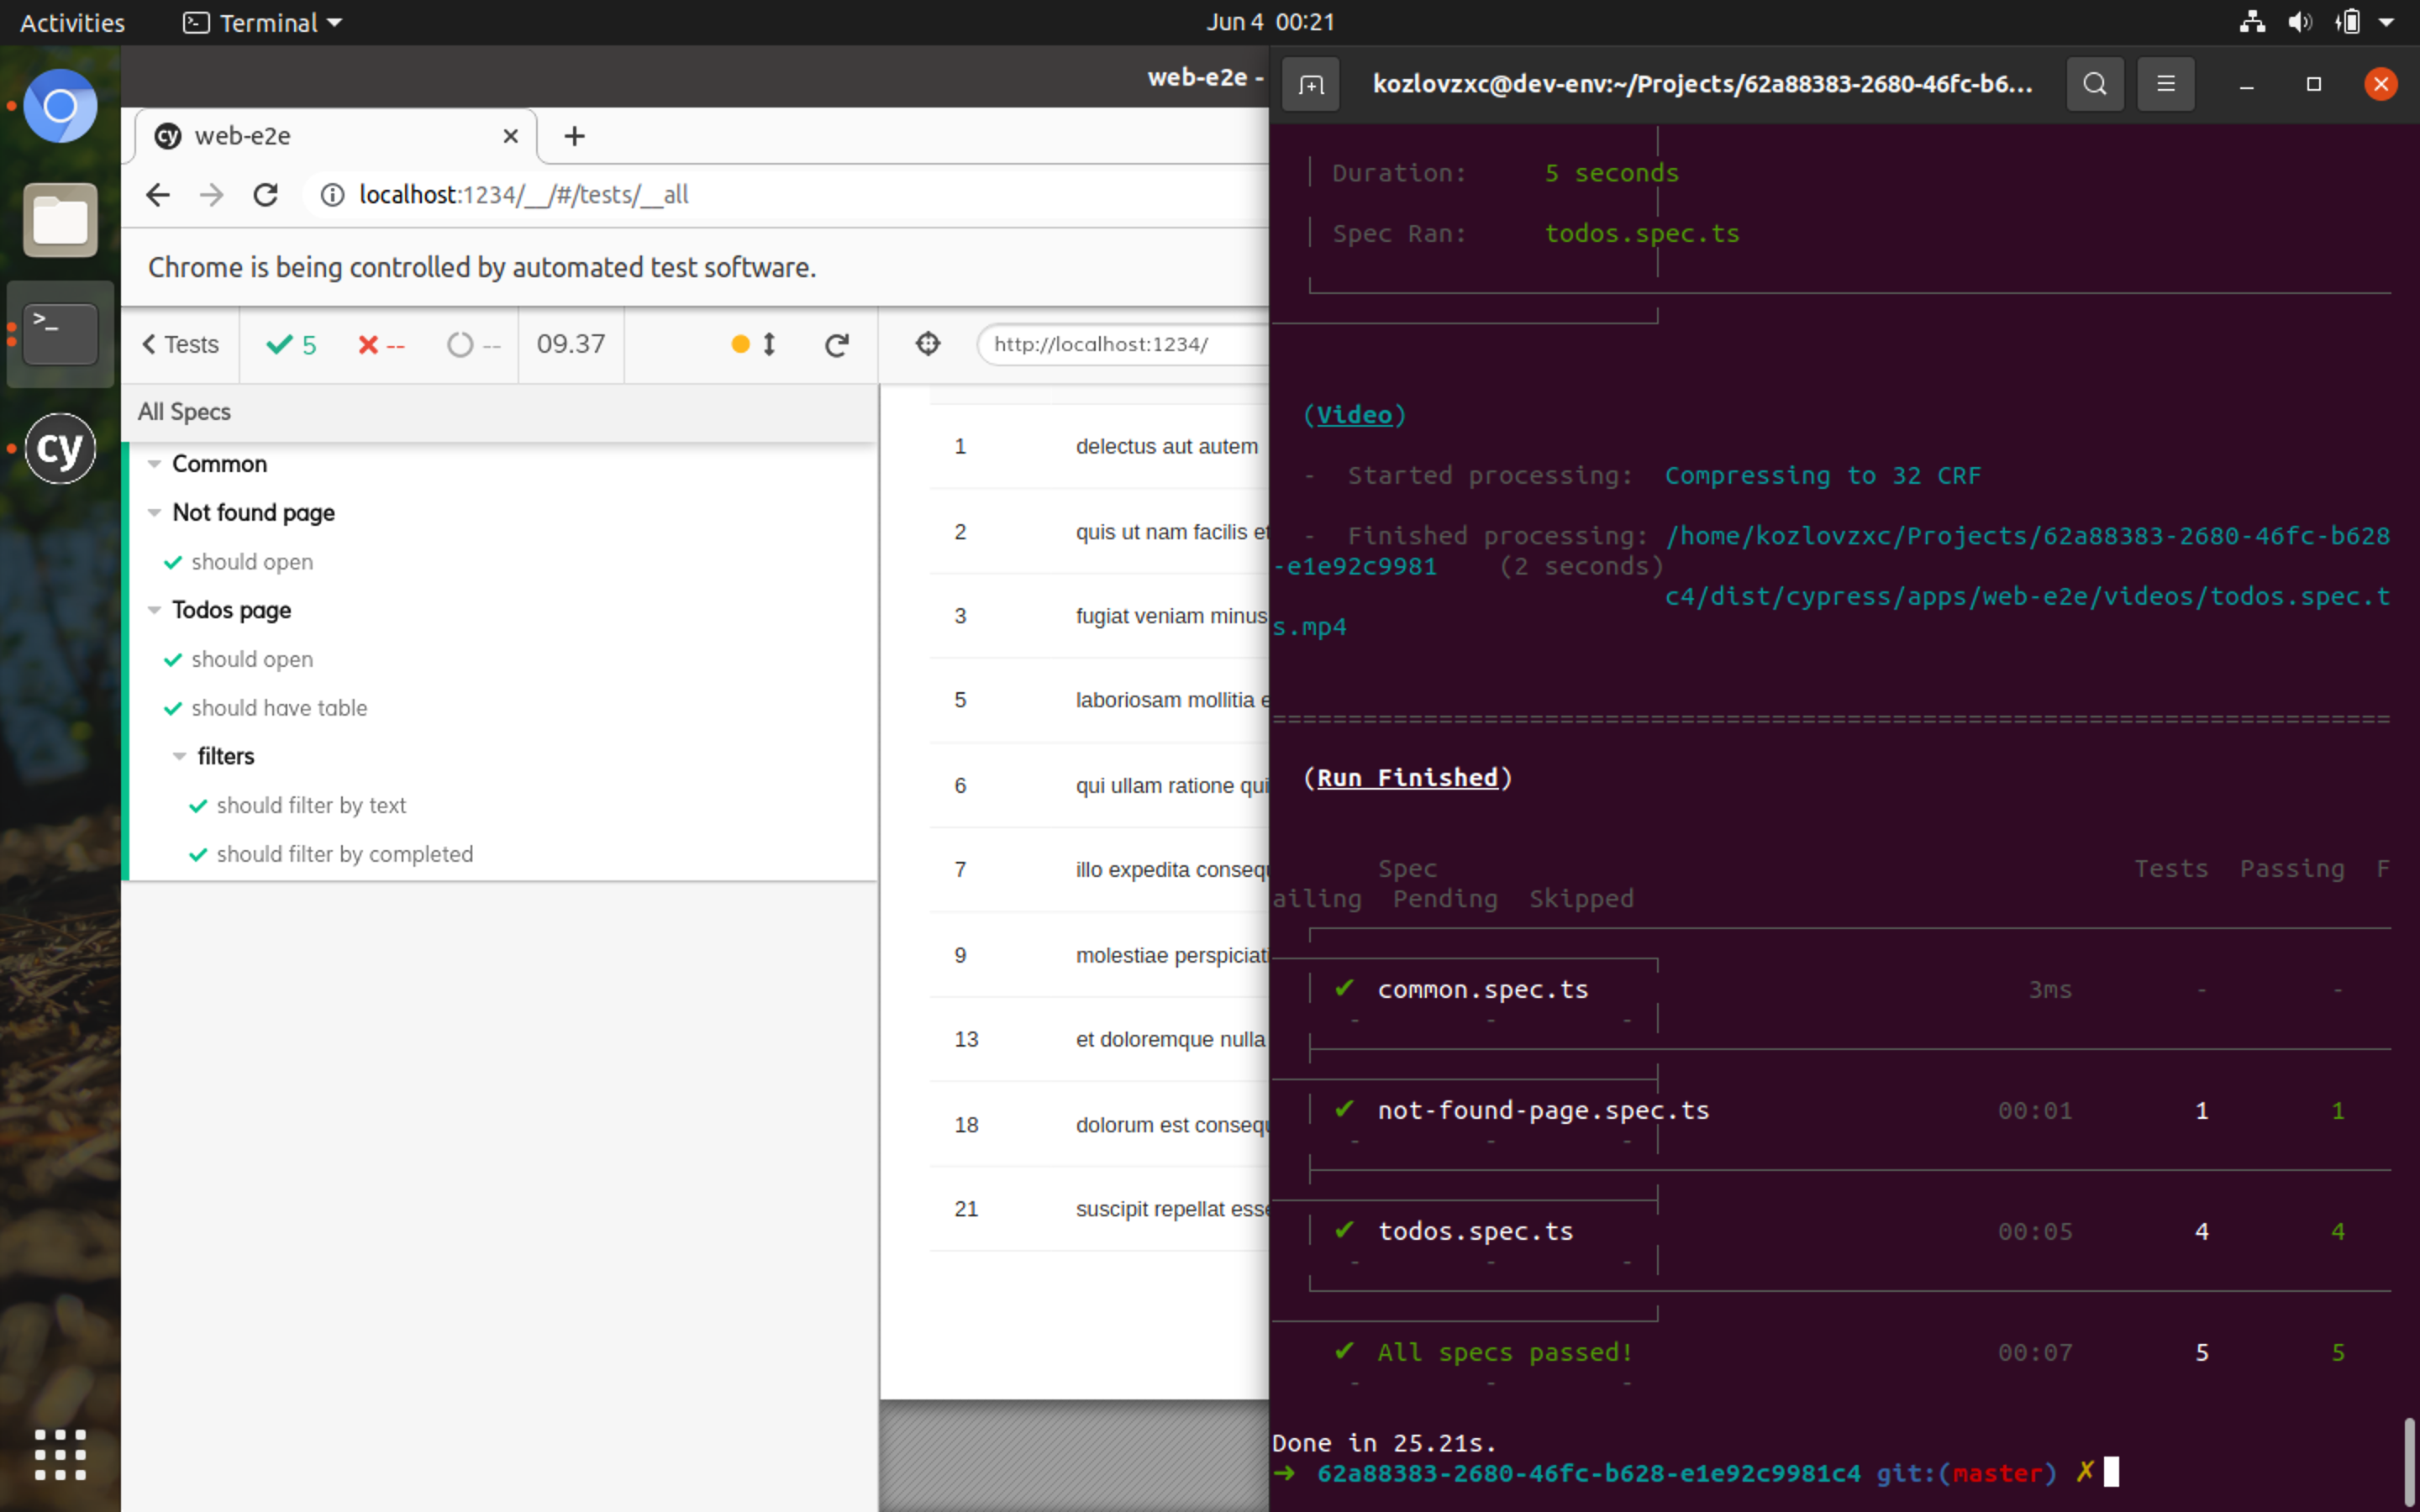 Activities
Terminal
Jun 4 00:21
web-e2e -
web-e2e
localhost:1234/__/#/tests/__all
Chrome is being controlled by automated test software.
Tests
5
--
--
09.37
http://localhost:1234/
All Specs
Common
Not found page
should open
Todos page
should open
should have table
filters
should filter by text
should filter by completed
cy
1 delectus aut autem
2 quis ut nam facilis et
3 fugiat veniam minus
5 laboriosam mollitia e
6 qui ullam ratione qui
7 illo expedita consequ
9 molestiae perspiciati
13 et doloremque nulla
18 dolorum est consequ
21 suscipit repellat esse
kozlovzxc@dev-env:~/Projects/62a88383-2680-46fc-b6...
Duration: 5 seconds
Spec Ran: todos.spec.ts
(Video)
- Started processing: Compressing to 32 CRF
- Finished processing: /home/kozlovzxc/Projects/62a88383-2680-46fc-b628
-e1e92c9981 (2 seconds)
c4/dist/cypress/apps/web-e2e/videos/todos.spec.t
s.mp4
==========================================================================
(Run Finished)
Spec Tests Passing F
ailing Pending Skipped
✔ common.spec.ts 3ms - -
- - -
✔ not-found-page.spec.ts 00:01 1 1
- - -
✔ todos.spec.ts 00:05 4 4
- - -
✔ All specs passed! 00:07 5 5
- - -
Done in 25.21s.
➜ 62a88383-2680-46fc-b628-e1e92c9981c4 git:(master) ✗